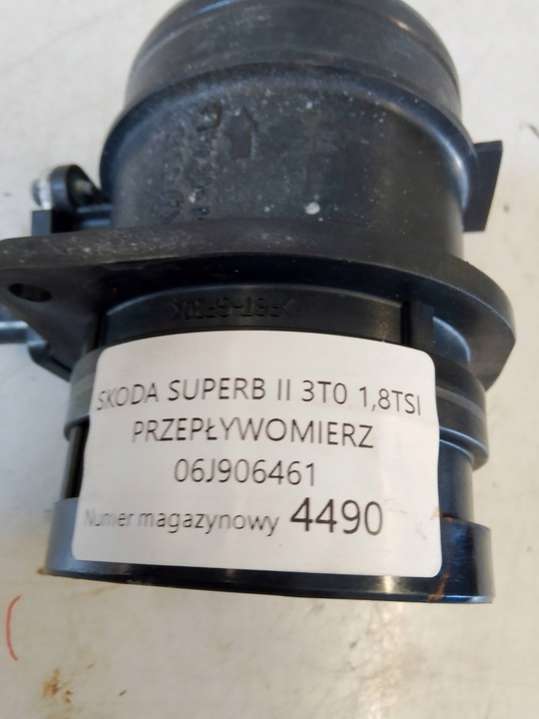 SKODA SUPERB II 3T0 1,8TSI
PRZEPŁYWOMIERZ
06J906461
Numer magazynowy 4490